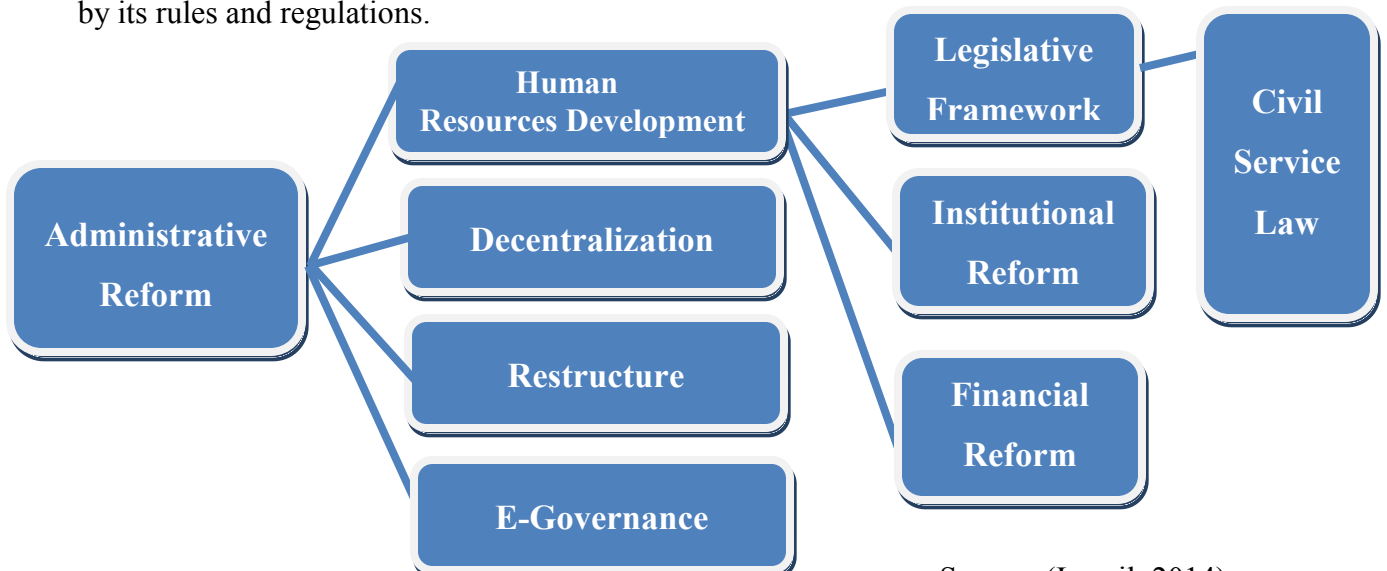 by its rules and regulations.
Administrative
Reform
Human
Resources Development
Decentralization
Restructure
E-Governance
Legislative
Framework
Institutional
Reform
Financial
Reform
Civil
Service
Law
2014)